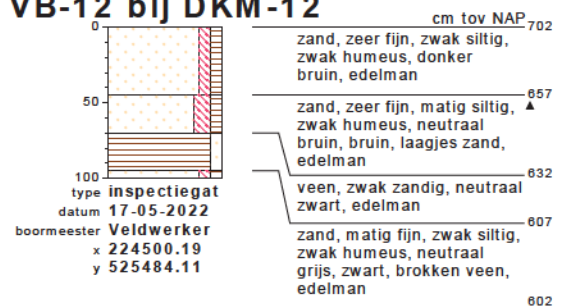 VB-12 bij DKM-12
cm tov NAP
0
702
zand, zeer fijn, zwak siltig,
zwak humeus, donker
bruin, edelman
657
50
zand, zeer fijn, matig siltig,
zwak humeus, neutraal
bruin, bruin, laagjes zand,
edelman
632
veen, zwak zandig, neutraal
zwart, edelman
607
zand, matig fijn, zwak siltig,
zwak humeus, neutraal
grijs, zwart, brokken veen,
edelman
602
100
type inspectiegat
datum 17-05-2022
boormeester Veldwerker
x 224500.19
y 525484.11